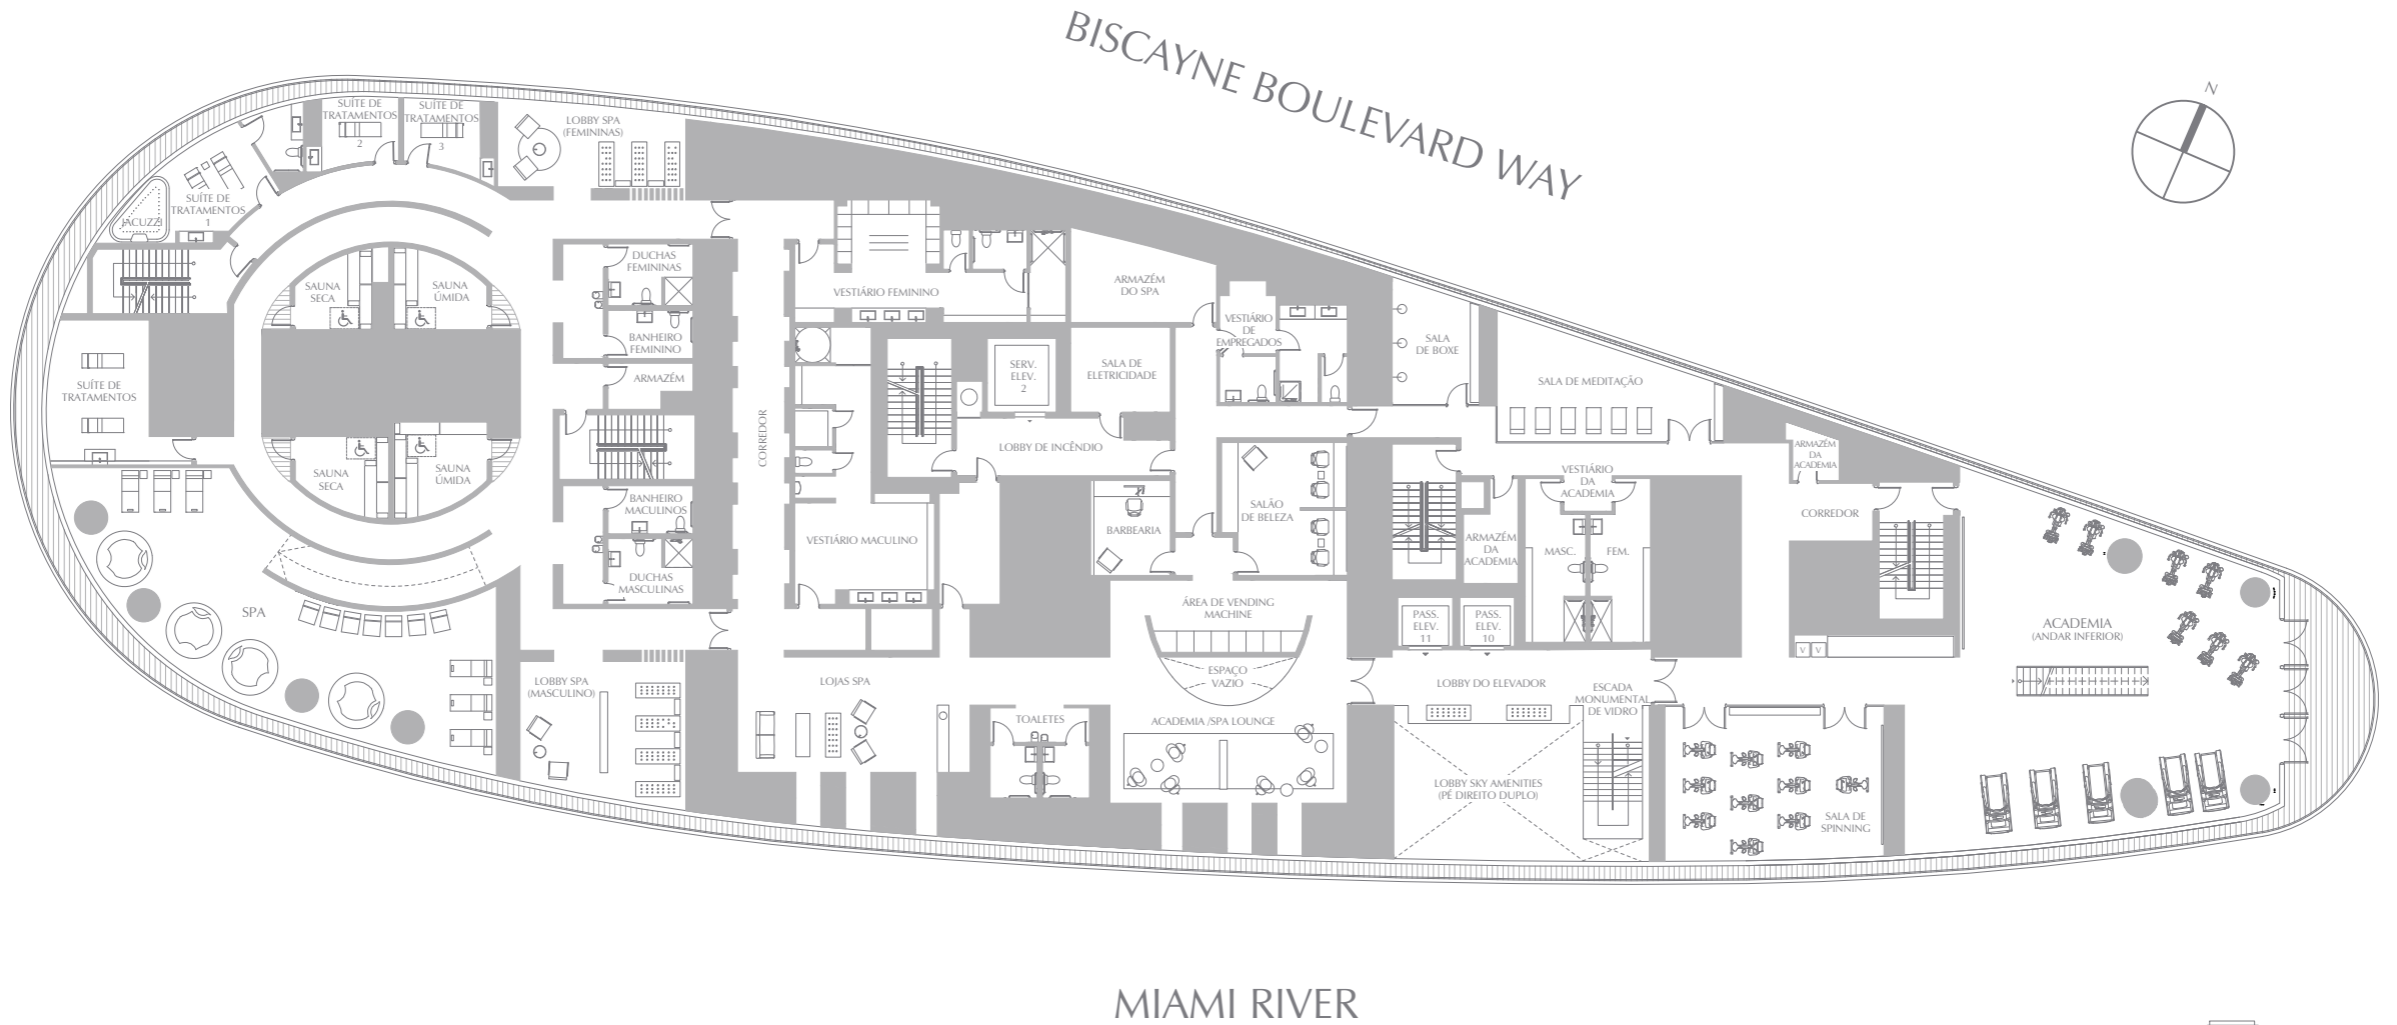 BISCAYNE BOULEVARD WAY
N
SUÍTE DE
TRATAMENTOS
2
SUÍTE DE
TRATAMENTOS
3
LOBBY SPA
(FEMININAS)
SUÍTE DE
TRATAMENTOS
1
JACUZZI
DUCHAS
FEMININAS
SAUNA
SECA
SAUNA
ÚMIDA
VESTIÁRIO FEMININO
ARMAZÉM
DO SPA
BANHEIRO
FEMININO
VESTIÁRIO
DE
EMPREGADOS
SALA
DE BOXE
SUÍTE DE
TRATAMENTOS
ARMAZÉM
SERV.
ELEV.
2
SALA DE
ELETRICIDADE
SALA DE MEDITAÇÃO
CORREDOR
LOBBY DE INCÊNDIO
ARMAZÉM
DA
ACADEMIA
SAUNA
SECA
SAUNA
ÚMIDA
VESTIÁRIO
DA
ACADEMIA
BANHEIRO
MACULINOS
SALÃO
DE BELEZA
CORREDOR
BARBEARIA
VESTIÁRIO MACULINO
ARMAZÉM
DA
ACADEMIA
MASC.
FEM.
DUCHAS
MASCULINAS
SPA
ÁREA DE VENDING
MACHINE
PASS.
ELEV.
11
PASS.
ELEV.
10
ACADEMIA
(ANDAR INFERIOR)
V
V
ESPAÇO
VAZIO
LOBBY SPA
(MASCULINO)
LOJAS SPA
LOBBY DO ELEVADOR
ESCADA
MONUMENTAL
DE VIDRO
TOALETES
ACADEMIA /SPA LOUNGE
LOBBY SKY AMENITIES
(PÉ DIREITO DUPLO)
SALA DE
SPINNING
MIAMI RIVER